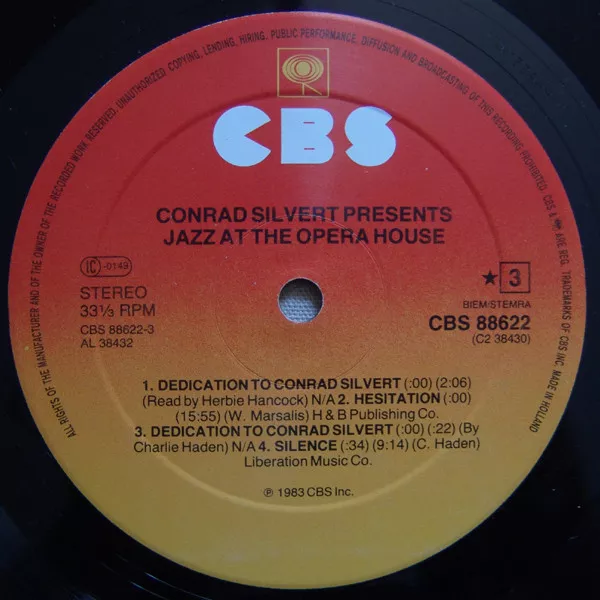 ALL RIGHTS OF THE MANUFACTURER AND OF THE OWNER OF THE RECORDED WORK RESERVED. UNAUTHORIZED COPYING, LENDING, HIRING, PUBLIC PERFORMANCE, DIFFUSION AND BROADCASTING OF THIS RECORDING PROHIBITED. CBS & ARE REG. TRADEMARKS OF CBS INC. MADE IN HOLLAND
CBS
CONRAD SILVERT PRESENTS
JAZZ AT THE OPERA HOUSE
iC -0149
STEREO
33⅓ RPM
CBS 88622-3
AL 38432
★3
BIEM/STEMRA
CBS 88622
(C2 38430)
1. DEDICATION TO CONRAD SILVERT (:00) (2:06)
(Read by Herbie Hancock) N/A 2. HESITATION (:00)
(15:55) (W. Marsalis) H & B Publishing Co.
3. DEDICATION TO CONRAD SILVERT (:00) (:22) (By
Charlie Haden) N/A 4. SILENCE (:34) (9:14) (C. Haden)
Liberation Music Co.
℗ 1983 CBS Inc.